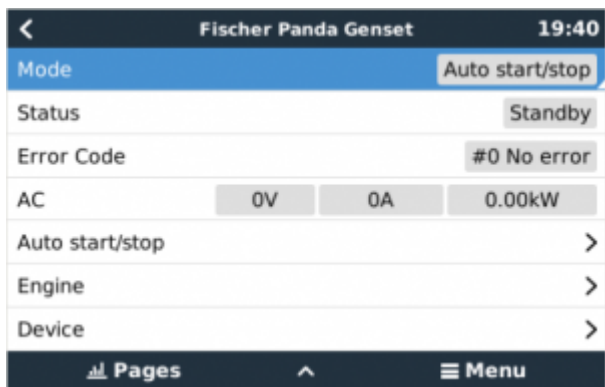 Fischer Panda Genset 19:40
Mode Auto start/stop
Status Standby
Error Code #0 No error
AC 0V 0A 0.00kW
Auto start/stop
Engine
Device
Pages Menu